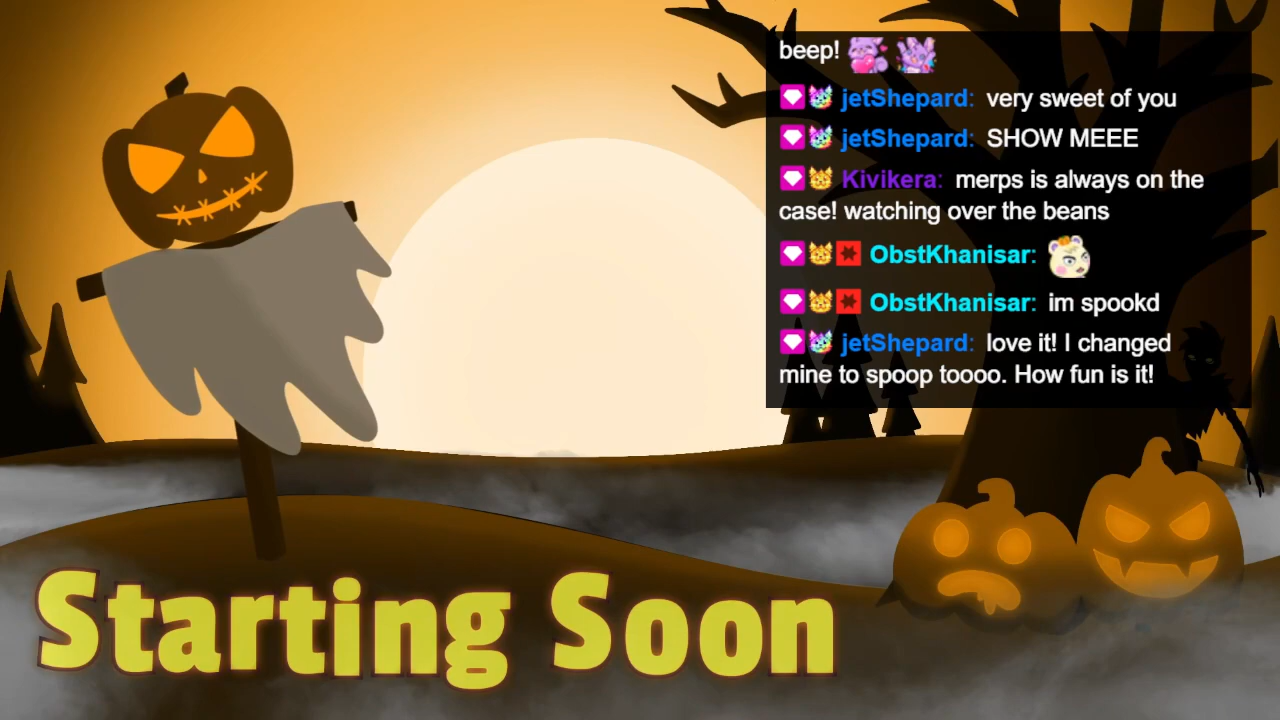 beep!
jetShepard: very sweet of you
jetShepard: SHOW MEEE
Kivikera: merps is always on the
case! watching over the beans
ObstKhanisar:
ObstKhanisar: im spookd
jetShepard: love it! I changed
mine to spoop toooo. How fun is it!
Starting Soon